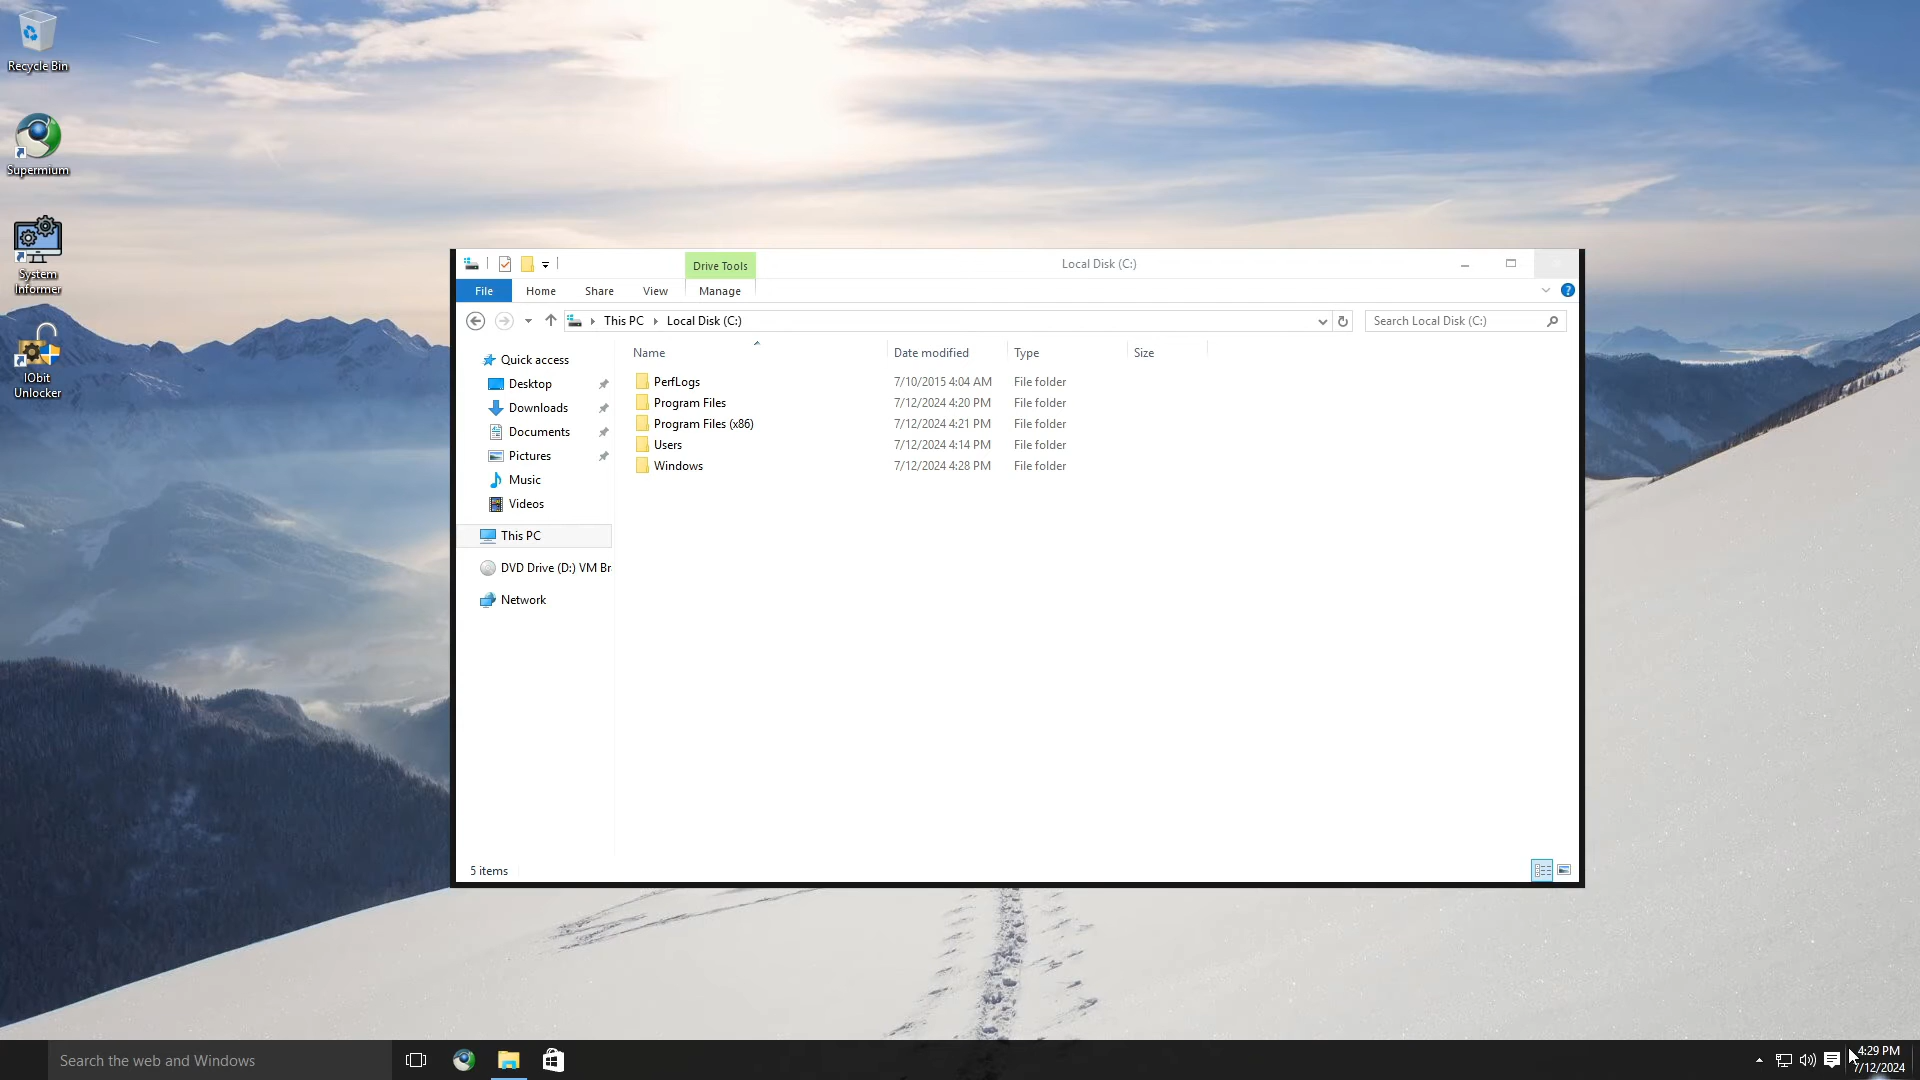 Recycle Bin
Supermium
System
Informer
IObit
Unlocker
Drive Tools
Local Disk (C:)
File
Home
Share
View
Manage
This PC
Local Disk (C:)
Search Local Disk (C:)
Quick access
Desktop
Downloads
Documents
Pictures
Music
Videos
This PC
DVD Drive (D:) VM Br
Network
Name
Date modified
Type
Size
PerfLogs 7/10/2015 4:04 AM File folder
Program Files 7/12/2024 4:20 PM File folder
Program Files (x86) 7/12/2024 4:21 PM File folder
Users 7/12/2024 4:14 PM File folder
Windows 7/12/2024 4:28 PM File folder
5 items
Search the web and Windows
4:29 PM
7/12/2024